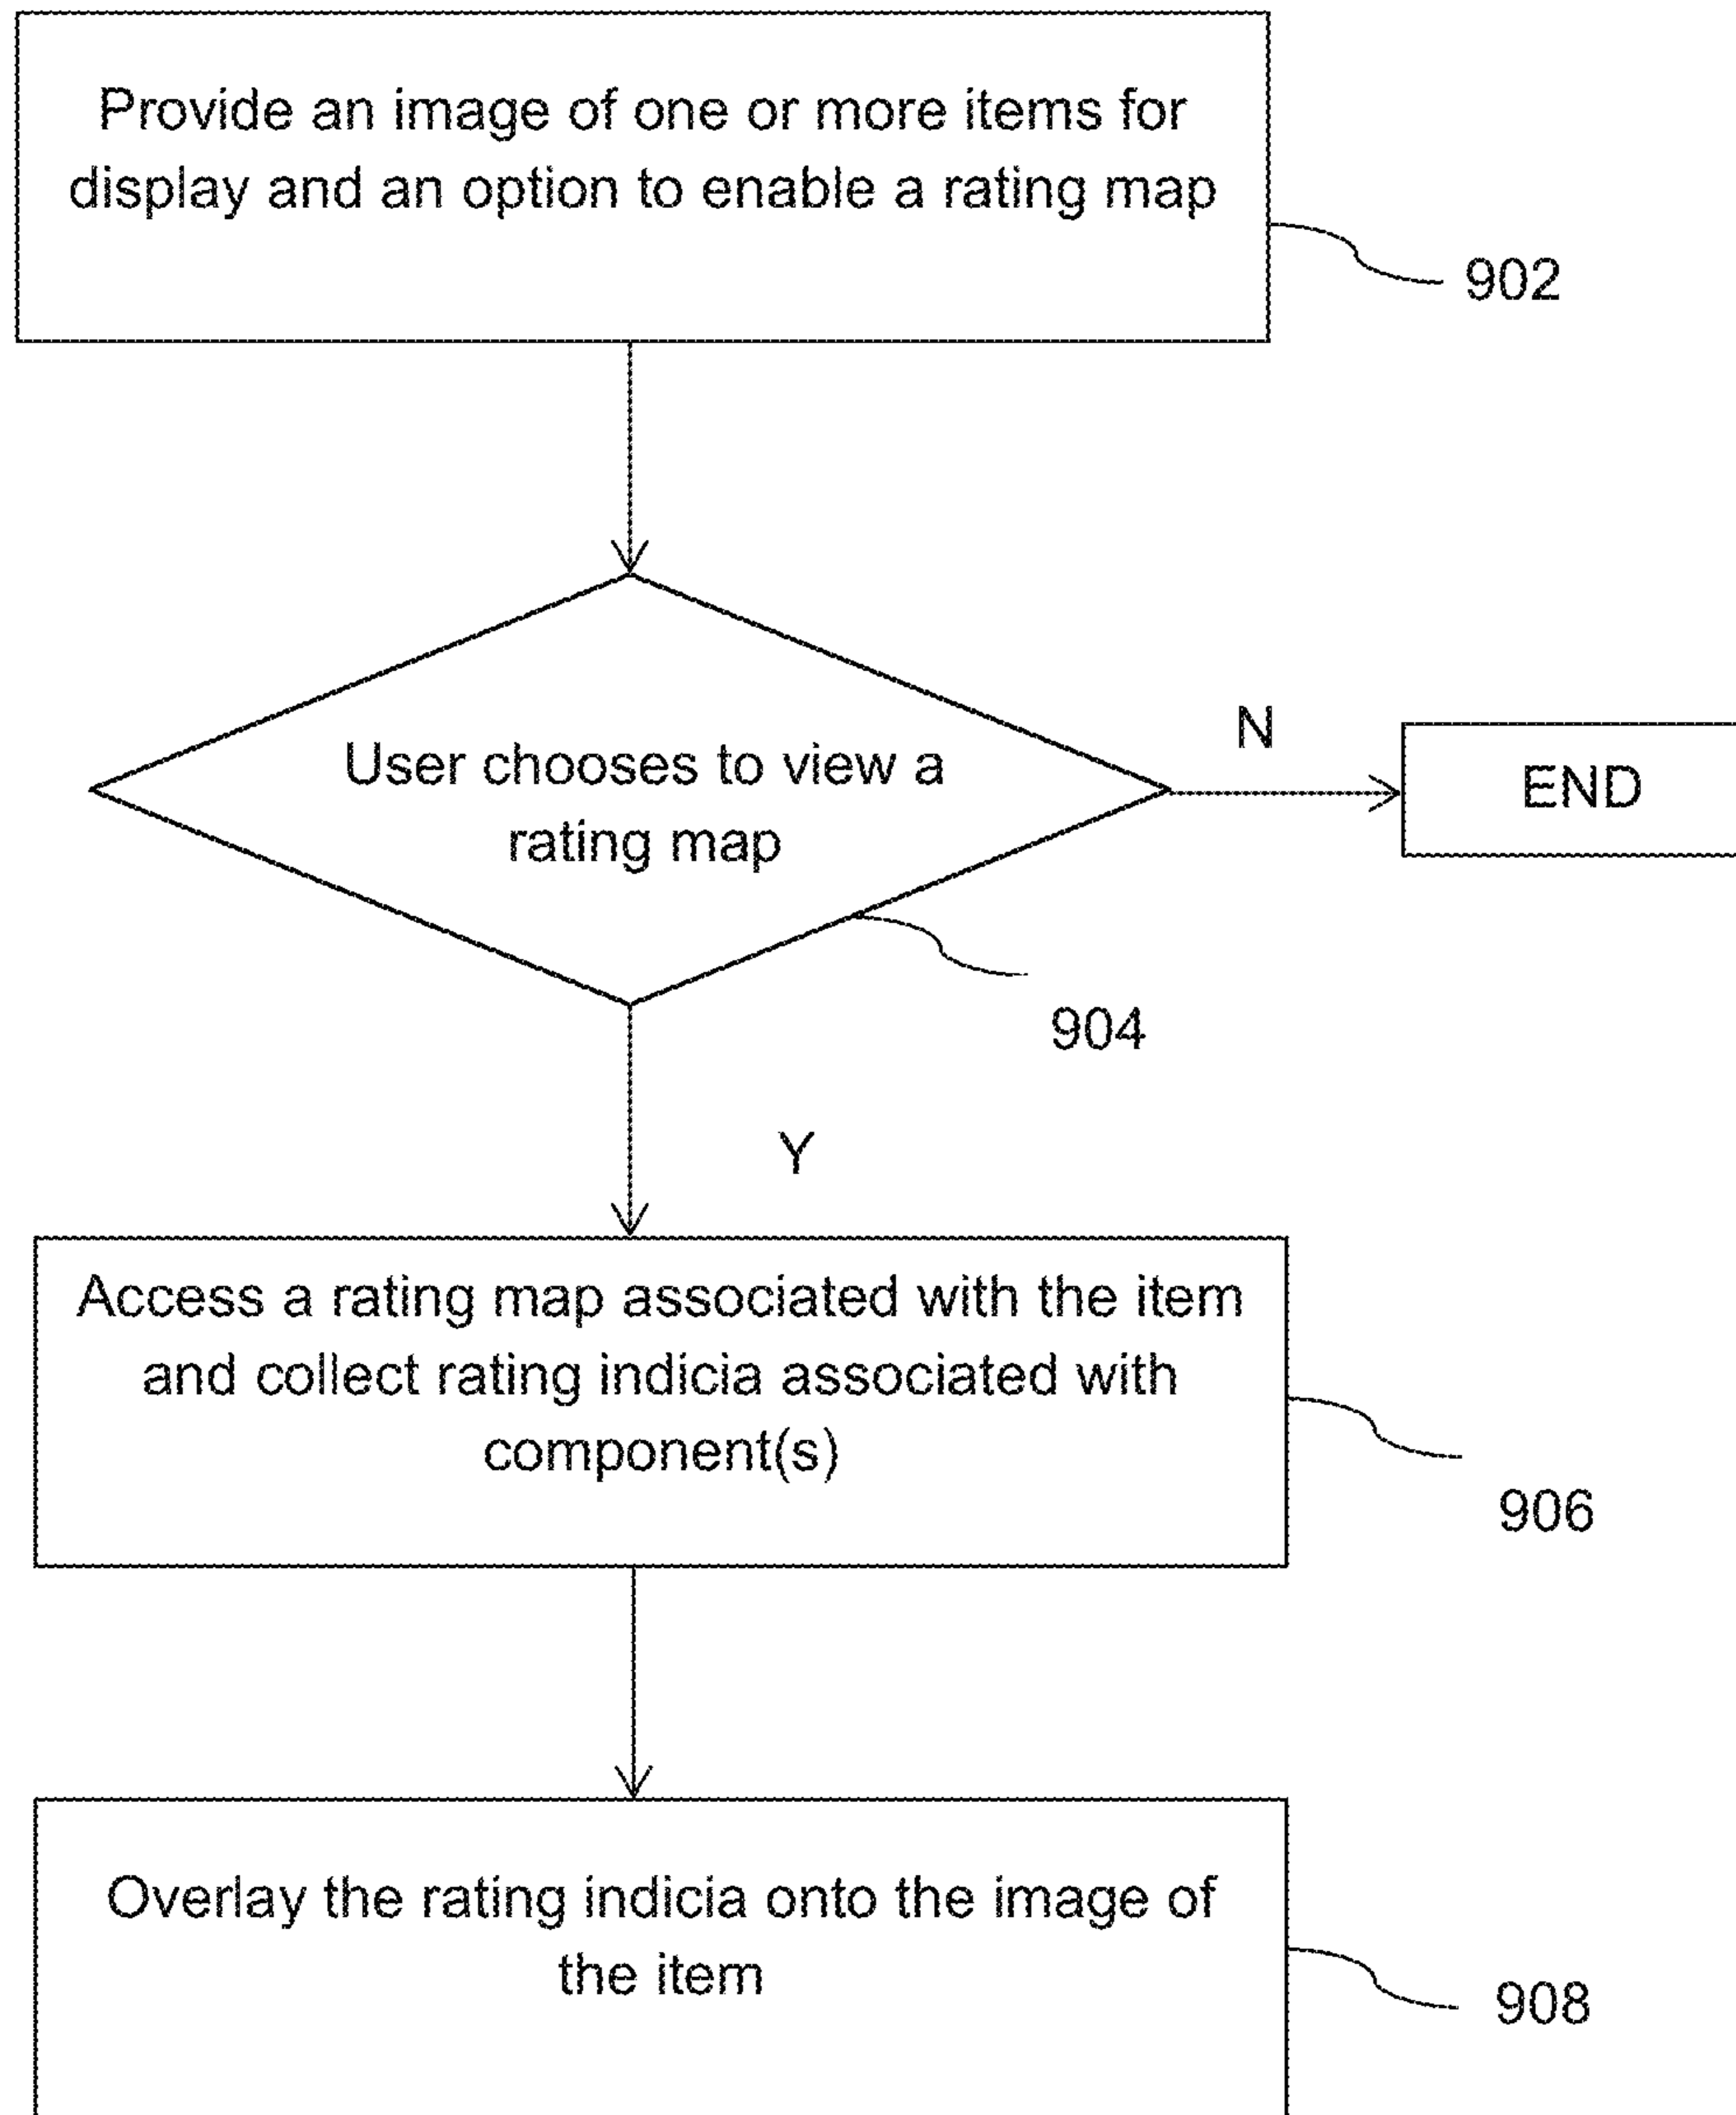 Provide an image of one or more items for
display and an option to enable a rating map
902
User chooses to view a
rating map
N
END
904
Y
Access a rating map associated with the item
and collect rating indicia associated with
component(s)
906
Overlay the rating indicia onto the image of
the item
908